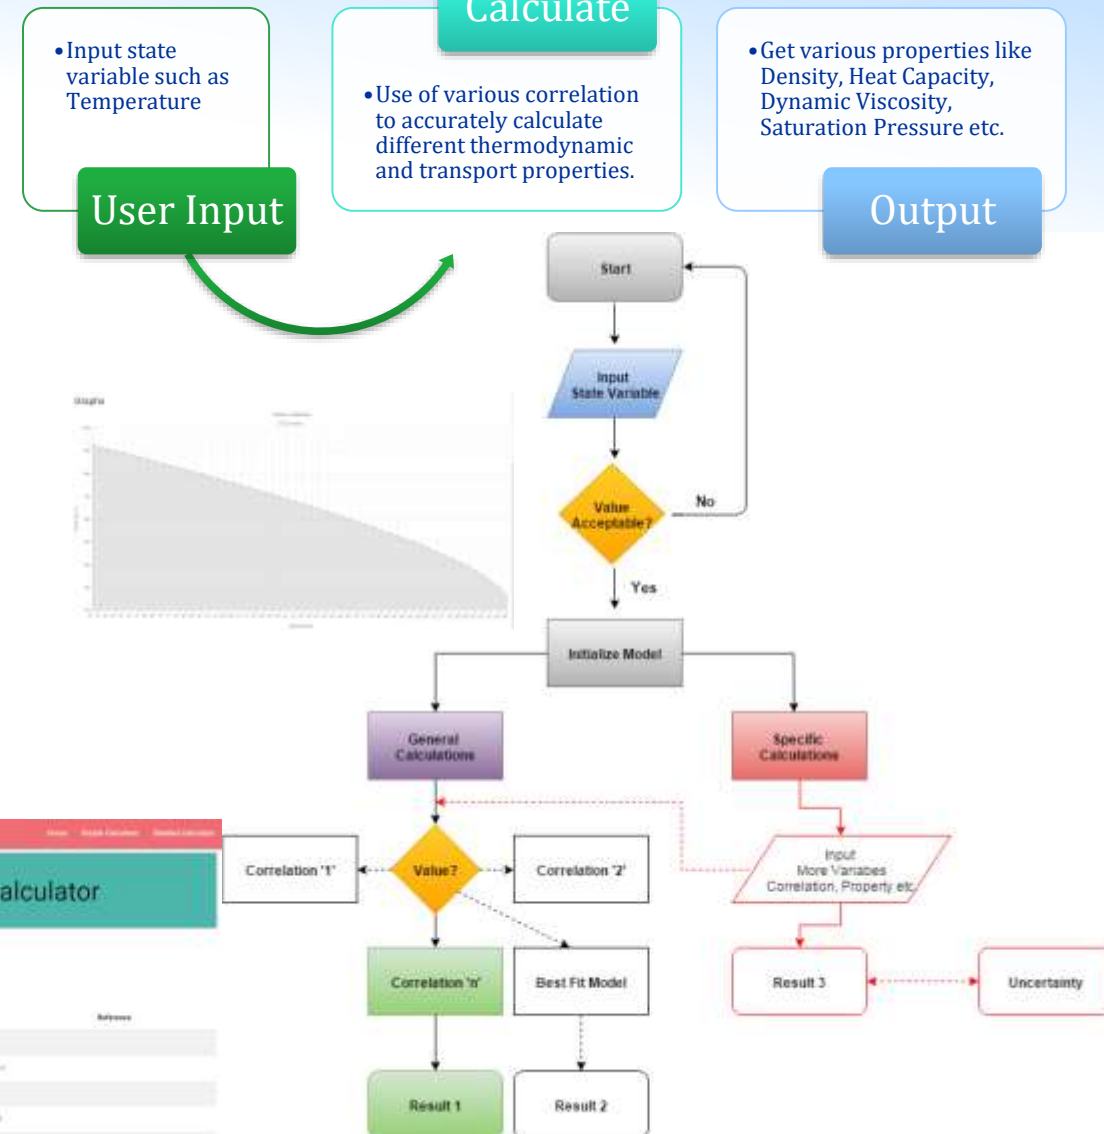 Calculate
•Input state
variable such as
Temperature
•Use of various correlation
to accurately calculate
different thermodynamic
and transport properties.
•Get various properties like
Density, Heat Capacity,
Dynamic Viscosity,
Saturation Pressure etc.
User Input
Output
Start
Input
State Variable
Value
Acceptable?
No
Yes
Initialize Model
General
Calculations
Specific
Calculations
Correlation '1'
Value?
Correlation '2'
Input
More Variabes
Correlation, Property etc.
alculator
Correlation 'n'
Best Fit Model
Result 3
Uncertainty
Reference
Result 1
Result 2
Graphs